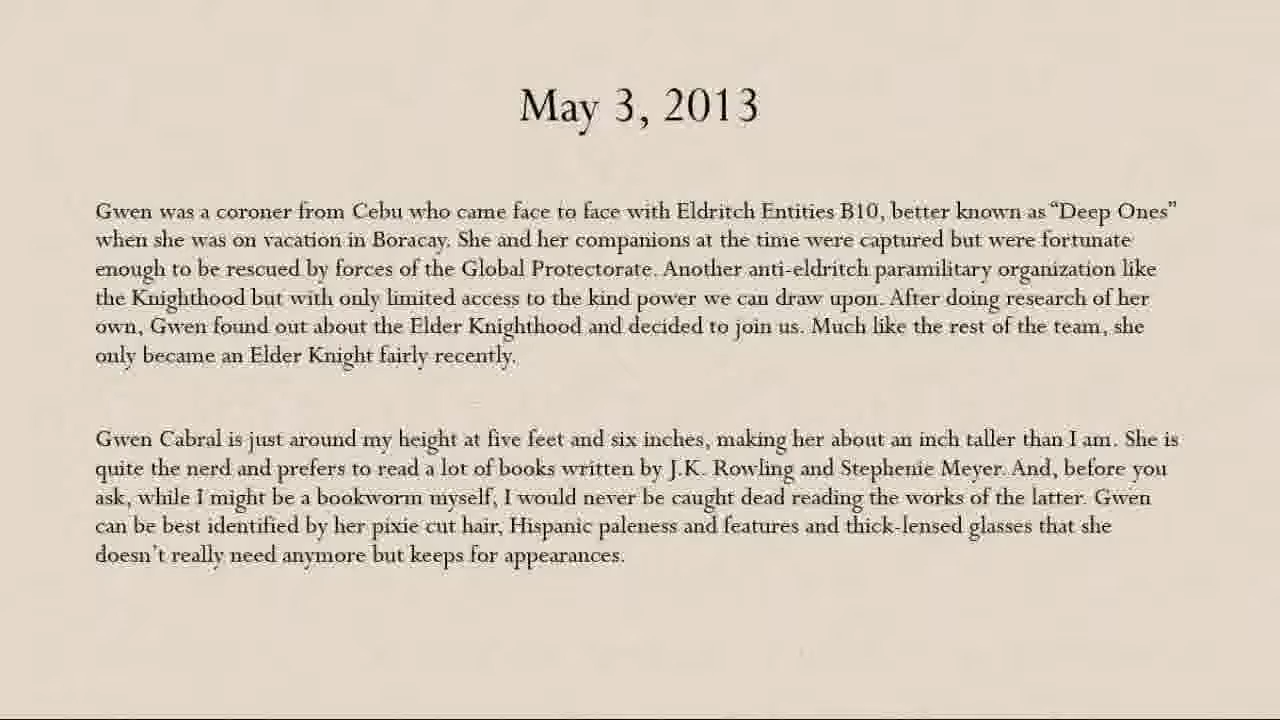 May 3, 2013
Gwen was a coroner from Cebu who came face to face with Eldritch Entities B10, better known as “Deep Ones”
when she was on vacation in Boracay. She and her companions at the time were captured but were fortunate
enough to be rescued by forces of the Global Protectorate. Another anti-eldritch paramilitary organization like
the Knighthood but with only limited access to the kind power we can draw upon. After doing research of her
own, Gwen found out about the Elder Knighthood and decided to join us. Much like the rest of the team, she
only became an Elder Knight fairly recently.
Gwen Cabral is just around my height at five feet and six inches, making her about an inch taller than I am. She is
quite the nerd and prefers to read a lot of books written by J.K. Rowling and Stephenie Meyer. And, before you
ask, while I might be a bookworm myself, I would never be caught dead reading the works of the latter. Gwen
can be best identified by her pixie cut hair, Hispanic paleness and features and thick-lensed glasses that she
doesn’t really need anymore but keeps for appearances.